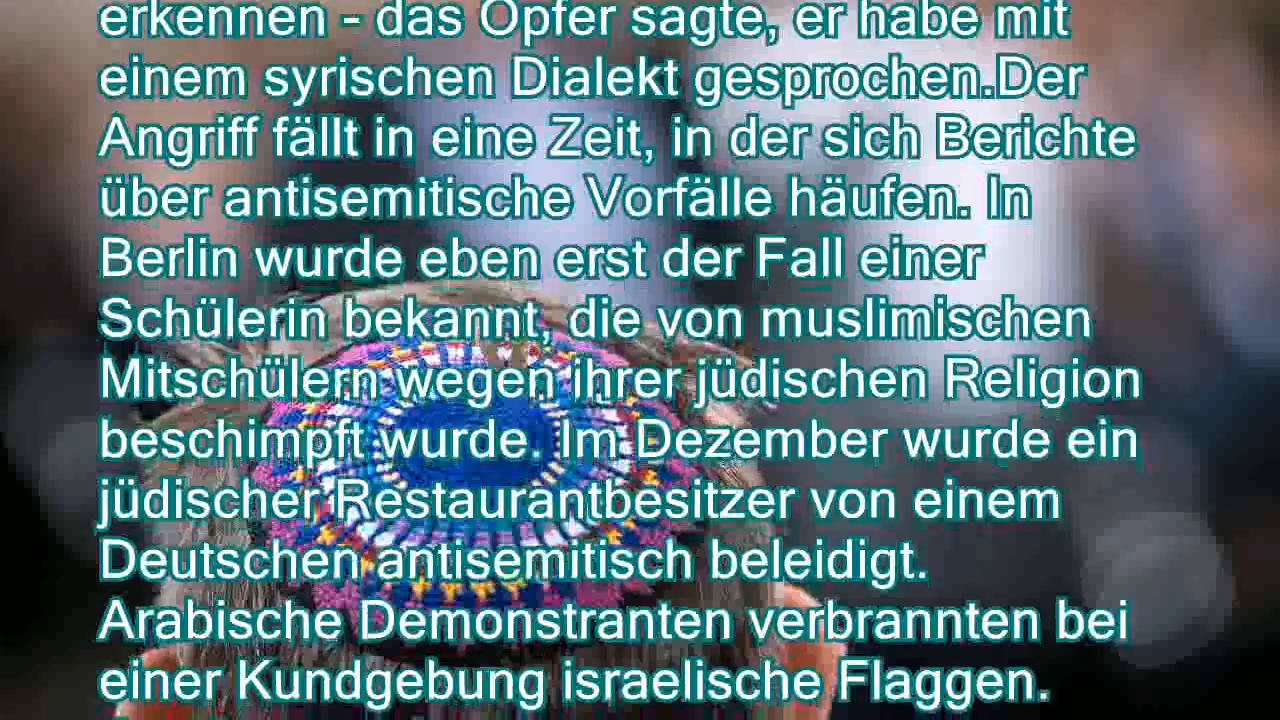 erkennen - das Opfer sagte, er habe mit
einem syrischen Dialekt gesprochen.Der
Angriff fällt in eine Zeit, in der sich Berichte
über antisemitische Vorfälle häufen. In
Berlin wurde eben erst der Fall einer
Schülerin bekannt, die von muslimischen
Mitschülern wegen ihrer jüdischen Religion
beschimpft wurde. Im Dezember wurde ein
jüdischer Restaurantbesitzer von einem
Deutschen antisemitisch beleidigt.
Arabische Demonstranten verbrannten bei
einer Kundgebung israelische Flaggen.